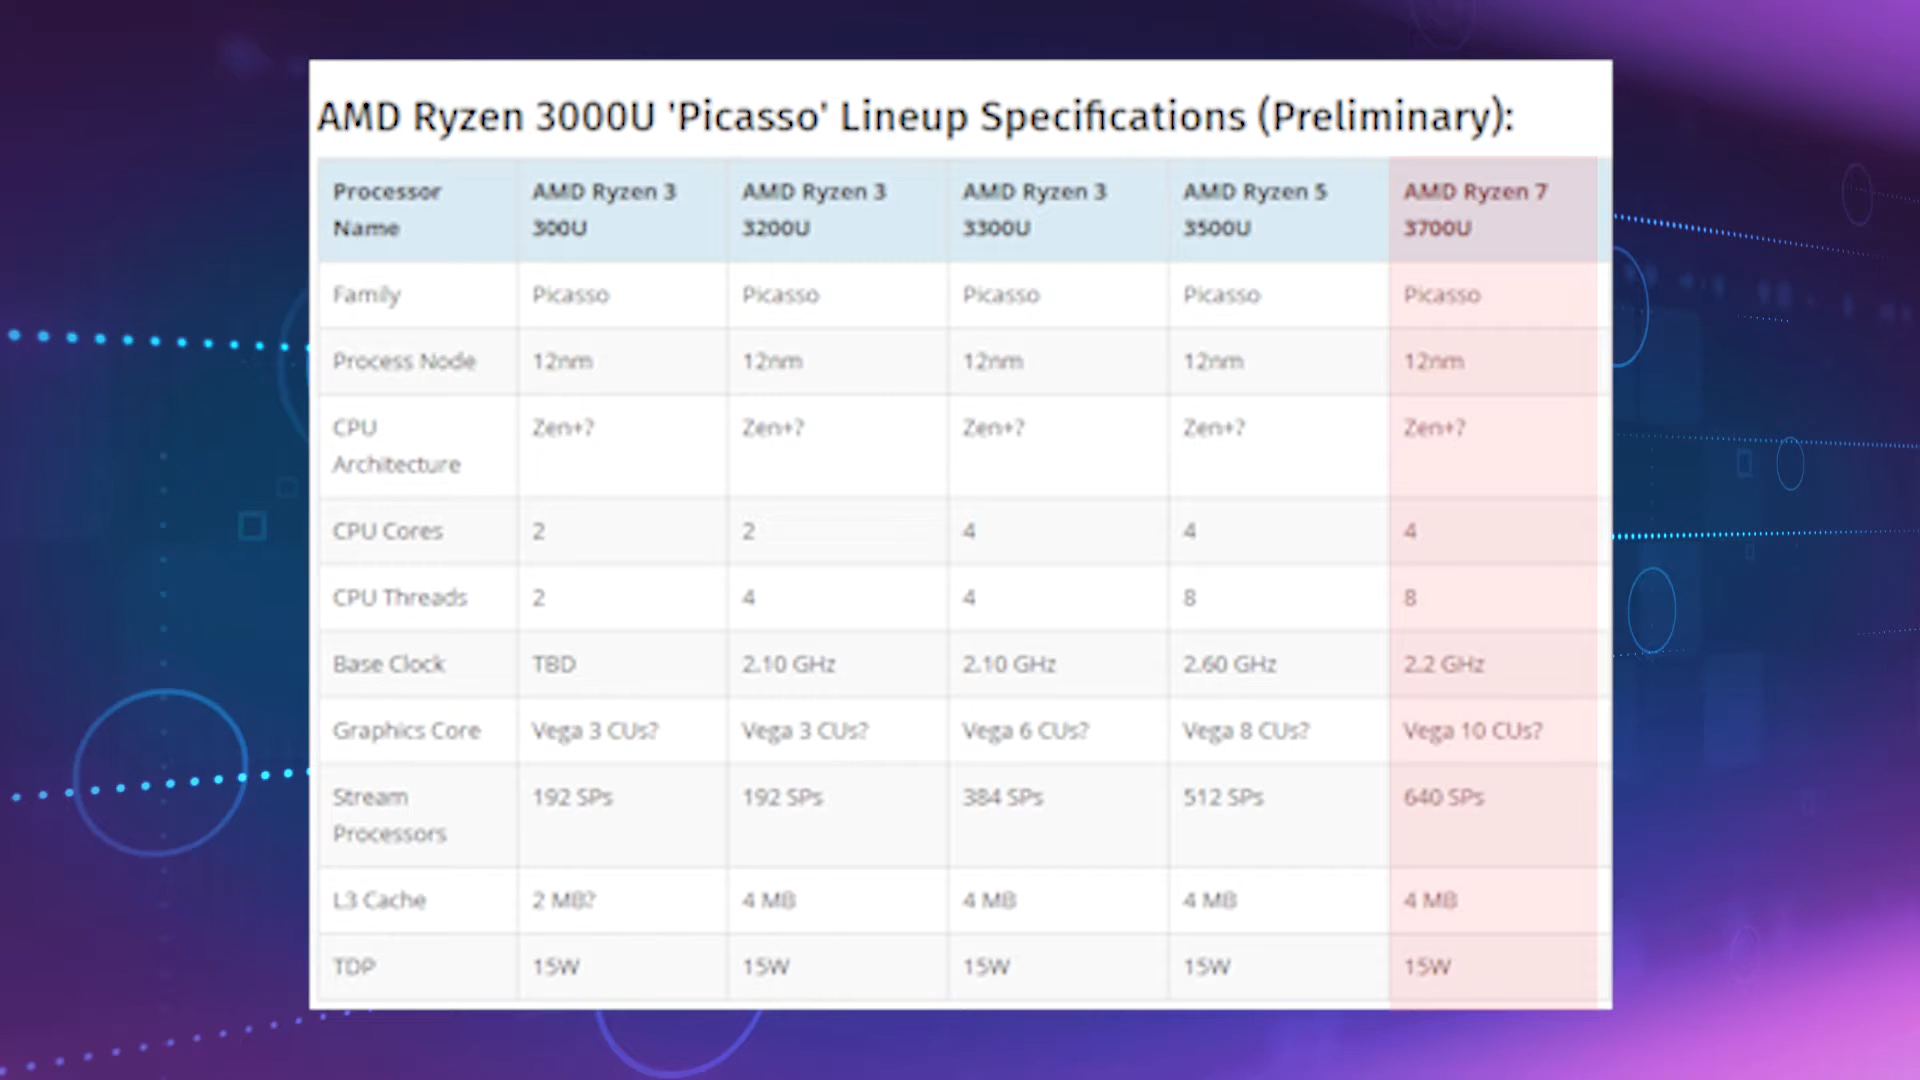 AMD Ryzen 3000U 'Picasso' Lineup Specifications (Preliminary):
Processor Name AMD Ryzen 3 300U AMD Ryzen 3 3200U AMD Ryzen 3 3300U AMD Ryzen 5 3500U AMD Ryzen 7 3700U
Family Picasso Picasso Picasso Picasso Picasso
Process Node 12nm 12nm 12nm 12nm 12nm
CPU Architecture Zen+? Zen+? Zen+? Zen+? Zen+?
CPU Cores 2 2 4 4 4
CPU Threads 2 4 4 8 8
Base Clock TBD 2.10 GHz 2.10 GHz 2.60 GHz 2.2 GHz
Graphics Core Vega 3 CUs? Vega 3 CUs? Vega 6 CUs? Vega 8 CUs? Vega 10 CUs?
Stream Processors 192 SPs 192 SPs 384 SPs 512 SPs 640 SPs
L3 Cache 2 MB? 4 MB 4 MB 4 MB 4 MB
TDP 15W 15W 15W 15W 15W